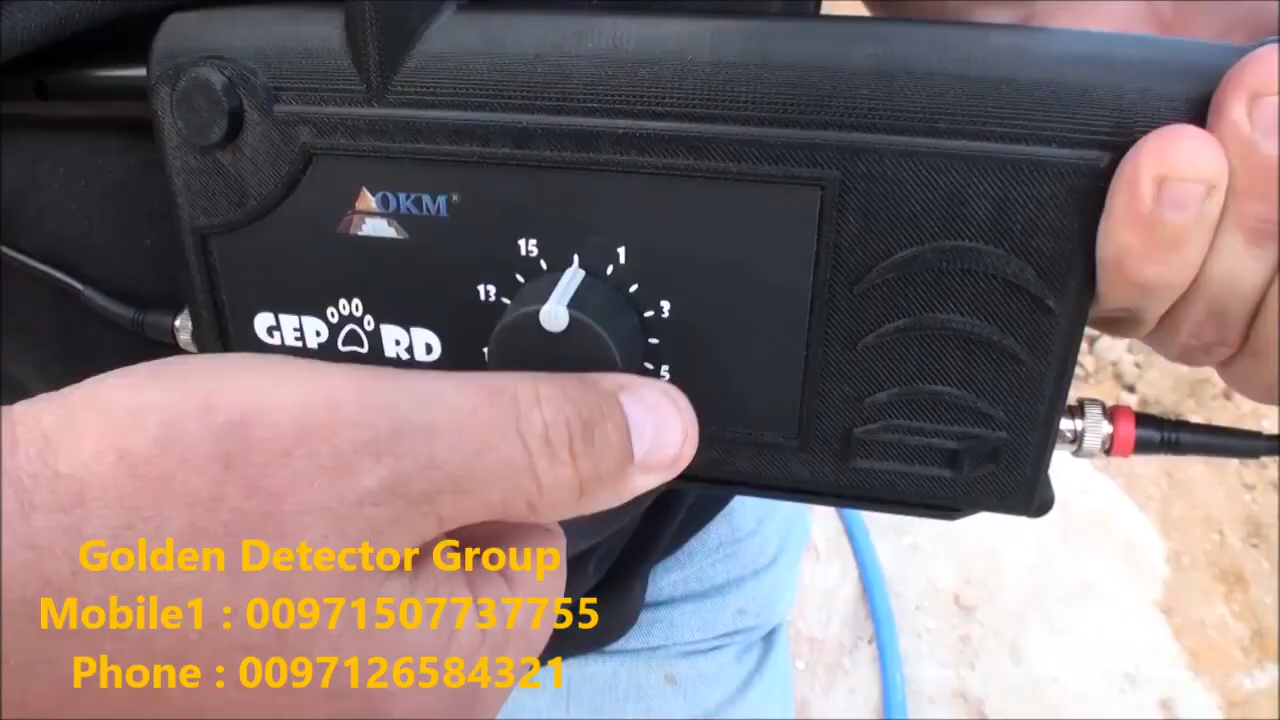 OKM®
15
1
13
3
GEP RD
5
Golden Detector Group
Mobile1 : 00971507737755
Phone : 0097126584321